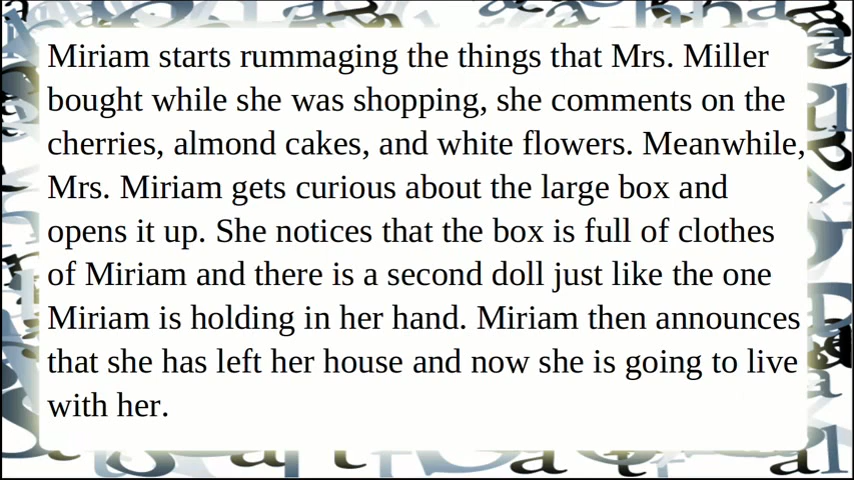 Miriam starts rummaging the things that Mrs. Miller
bought while she was shopping, she comments on the
cherries, almond cakes, and white flowers. Meanwhile,
Mrs. Miriam gets curious about the large box and
opens it up. She notices that the box is full of clothes
of Miriam and there is a second doll just like the one
Miriam is holding in her hand. Miriam then announces
that she has left her house and now she is going to live
with her.